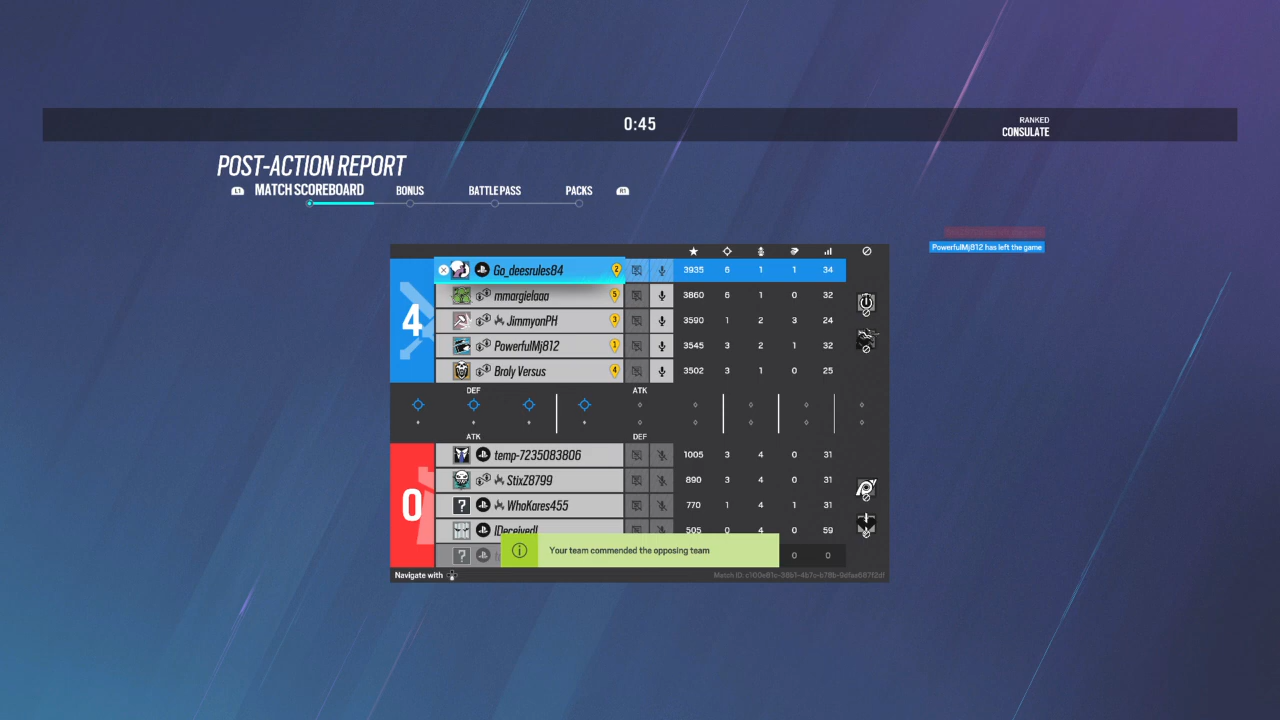 0:45
RANKED
CONSULATE
POST-ACTION REPORT
L1 MATCH SCOREBOARD BONUS BATTLE PASS PACKS R1
PowerfulMj812 has left the game
4
Go_deesrules84 2 3935 6 1 1 34
mmargielaaa 5 3860 6 1 0 32
JimmyonPH 3 3590 1 2 3 24
PowerfulMj812 1 3545 3 2 1 32
Broly Versus 4 3502 3 1 0 25
DEF ATK
ATK DEF
0
temp-7235083806 1005 3 4 0 31
StixZ8799 890 3 4 0 31
? WhoKares455 770 1 4 1 31
505 0 4 0 59
? 0 0
Your team commended the opposing team
Navigate with
Match ID: